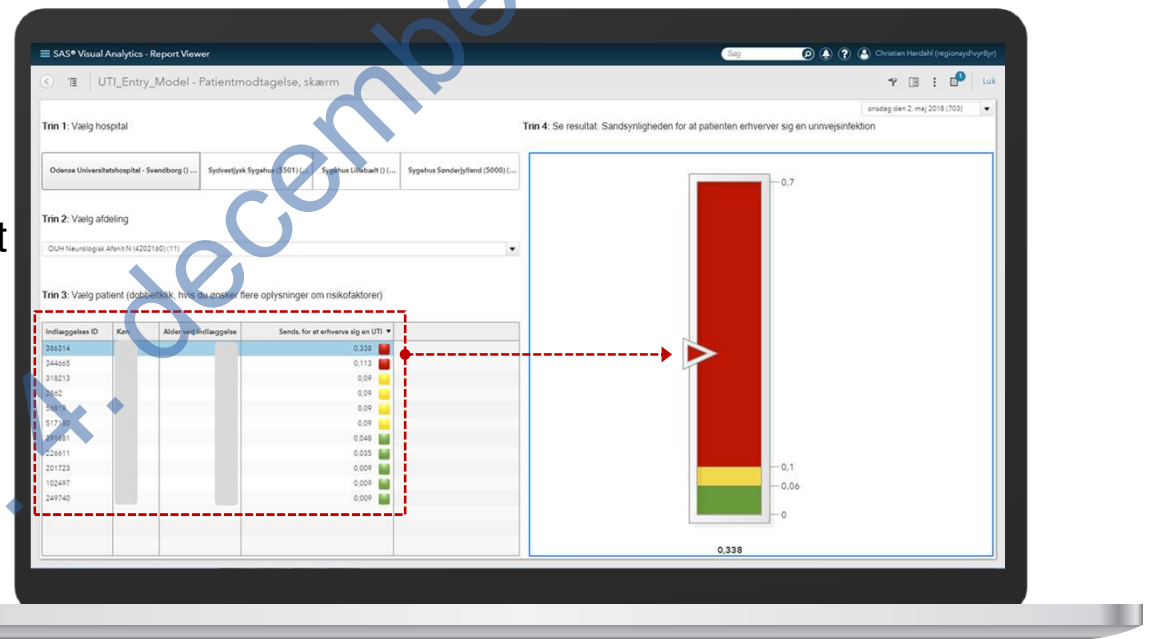 SAS® Visual Analytics - Report Viewer
Søg
Christian Hardahl (regionsyd\vyr8yr)
UTI_Entry_Model - Patientmodtagelse, skærm
1
Luk
onsdag den 2. maj 2018 (703)
Trin 1: Vælg hospital
Trin 4: Se resultat: Sandsynligheden for at patienten erhverver sig en urinvejsinfektion
Odense Universitetshospital - Svendborg () ...
Sydvestjysk Sygehus (5501) (...
Sygehus Lillebælt () (...
Sygehus Sønderjylland (5000) (...
Trin 2: Vælg afdeling
t
OUH Neurologisk Afsnit N (4202160) (11)
Trin 3: Vælg patient (dobbeltklik, hvis du ønsker flere oplysninger om risikofaktorer)
Indlæggelses ID Køn Alder ved indlæggelse Sands. for at erhverve sig en UTI
386314 0,338
344665 0,113
318213 0,09
0,09
0,09
0,09
0,048
226611 0,035
201723 0,009
102497 0,009
249740 0,009
0,7
0,1
0,06
0
0,338
. 4. decembe